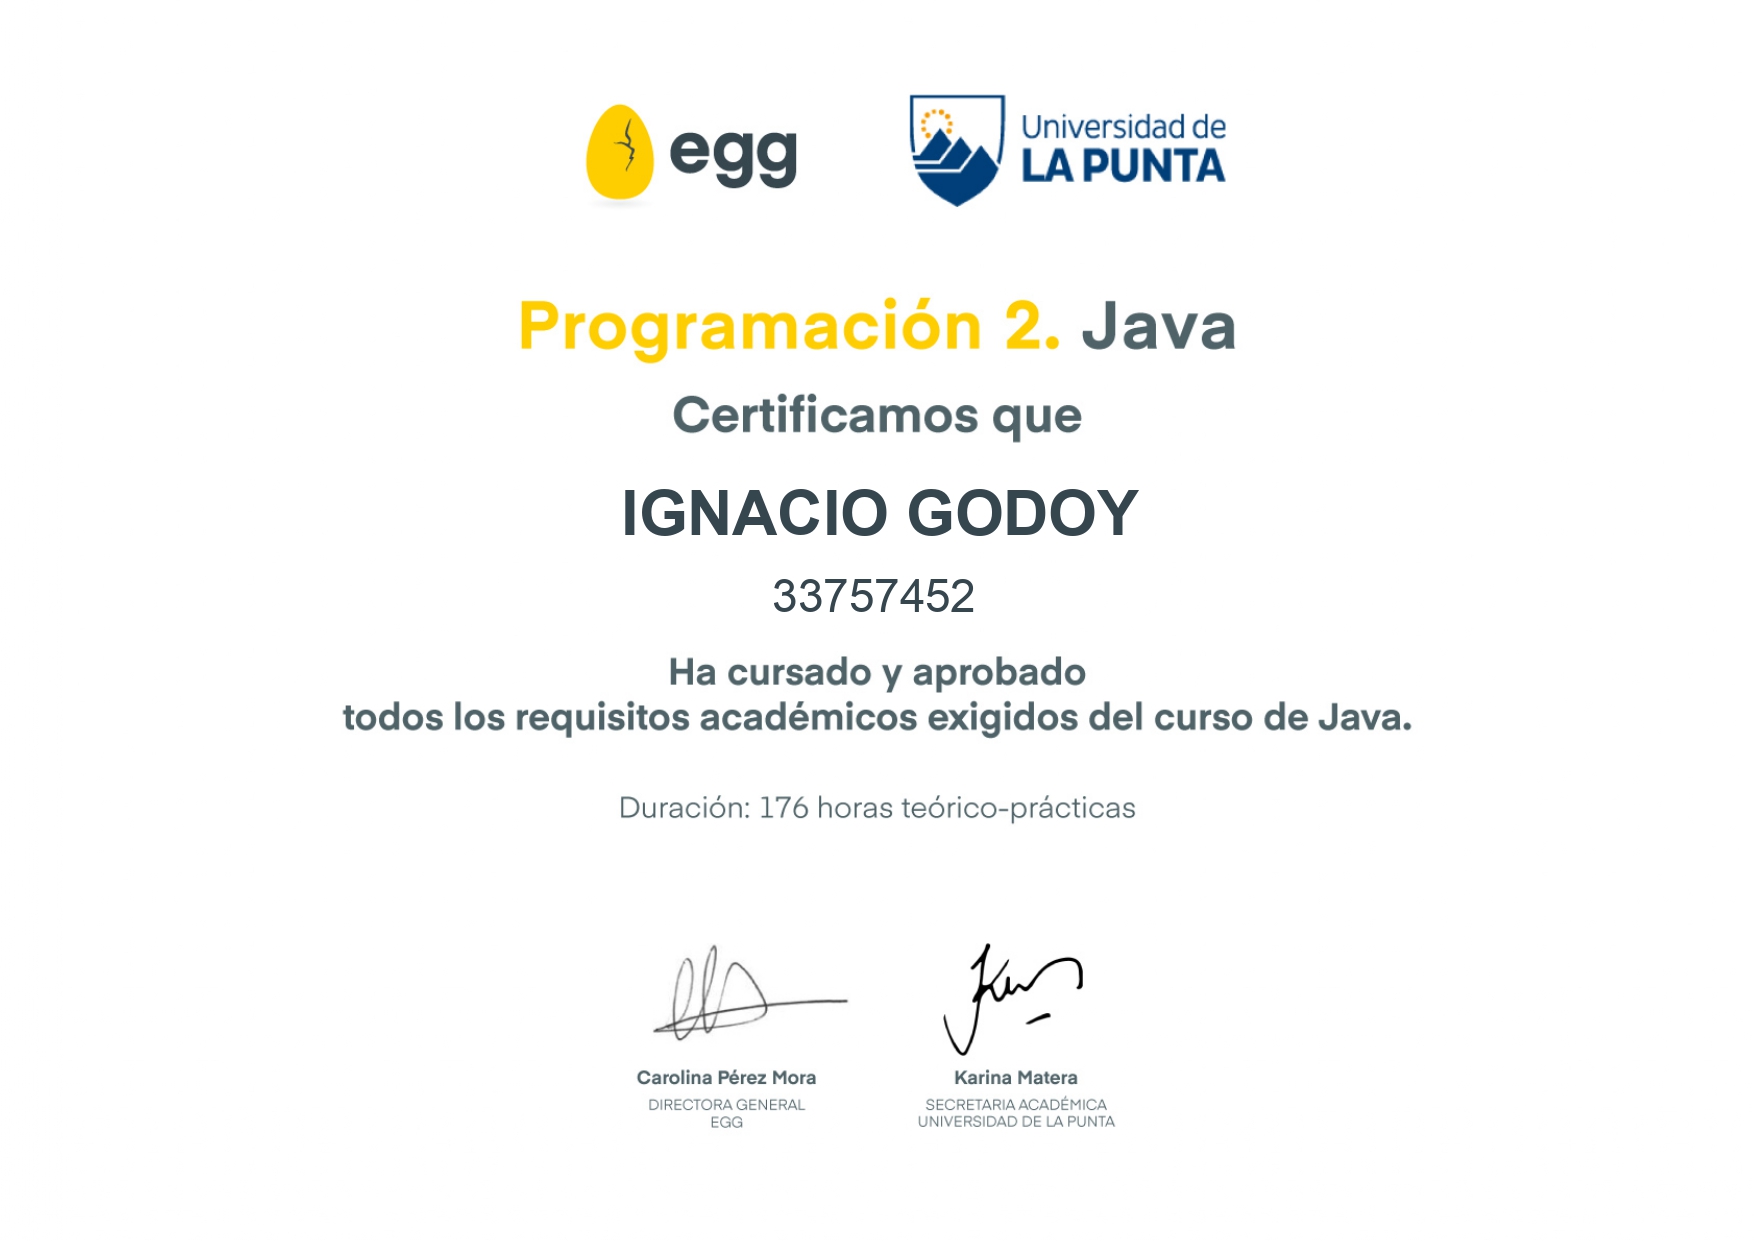 egg
Universidad de
LA PUNTA
Programación 2. Java
Certificamos que
IGNACIO GODOY
33757452
Ha cursado y aprobado
todos los requisitos académicos exigidos del curso de Java.
Duración: 176 horas teórico-prácticas
Carolina Pérez Mora
DIRECTORA GENERAL
EGG
Karina Matera
SECRETARIA ACADÉMICA
UNIVERSIDAD DE LA PUNTA